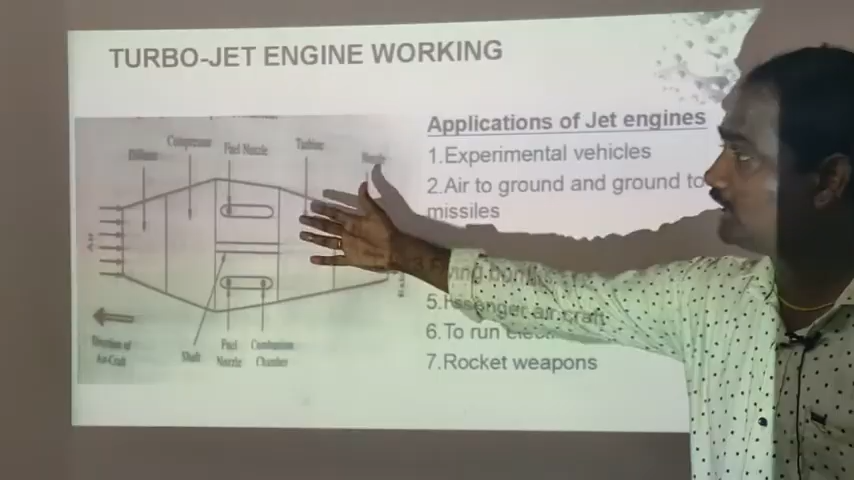 TURBO-JET ENGINE WORKING
Applications of Jet engines
1.Experimental vehicles
2.Air to ground and ground to
missiles
5.
6.To run
7.Rocket weapons
Diffuser
Compressor
Fuel Nozzle
Turbine
Nozzle
Air
Direction of
Air-Craft
Shaft
Fuel
Nozzle
Combustion
Chamber